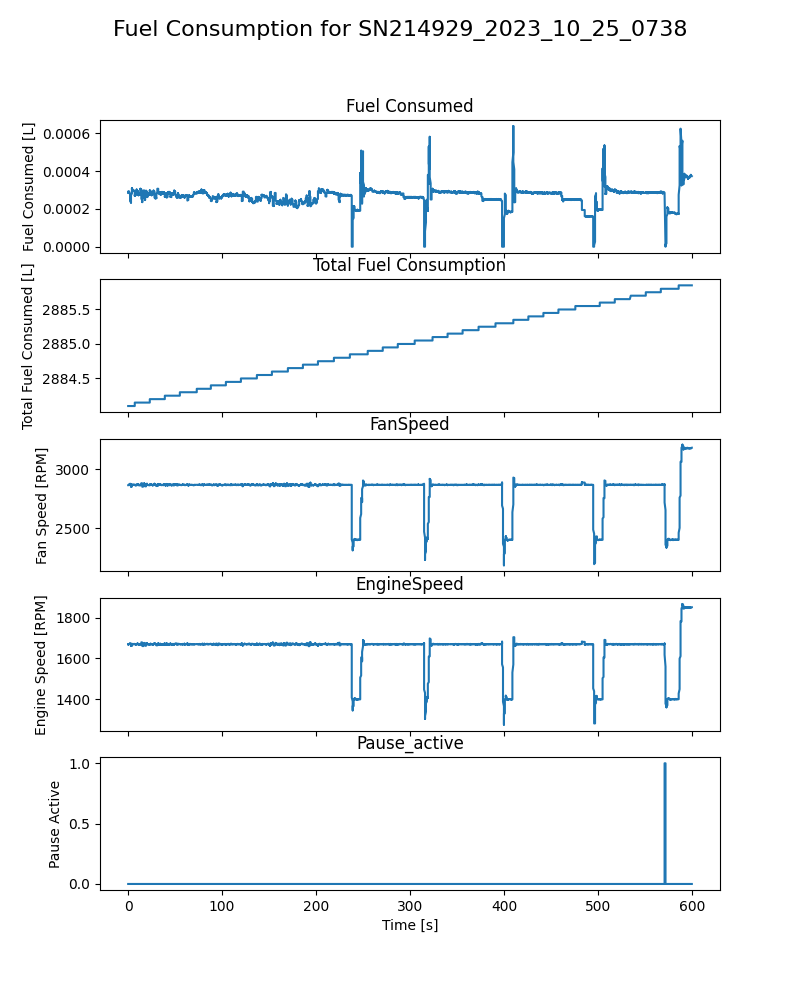 Fuel Consumption for SN214929_2023_10_25_0738
Fuel Consumed
Fuel Consumed [L]
0.0006
0.0004
0.0002
0.0000
Total Fuel Consumption
Total Fuel Consumed [L]
2885.5
2885.0
2884.5
FanSpeed
Fan Speed [RPM]
3000
2500
EngineSpeed
Engine Speed [RPM]
1800
1600
1400
Pause_active
Pause Active
1.0
0.5
0.0
0 100 200 300 400 500 600
Time [s]